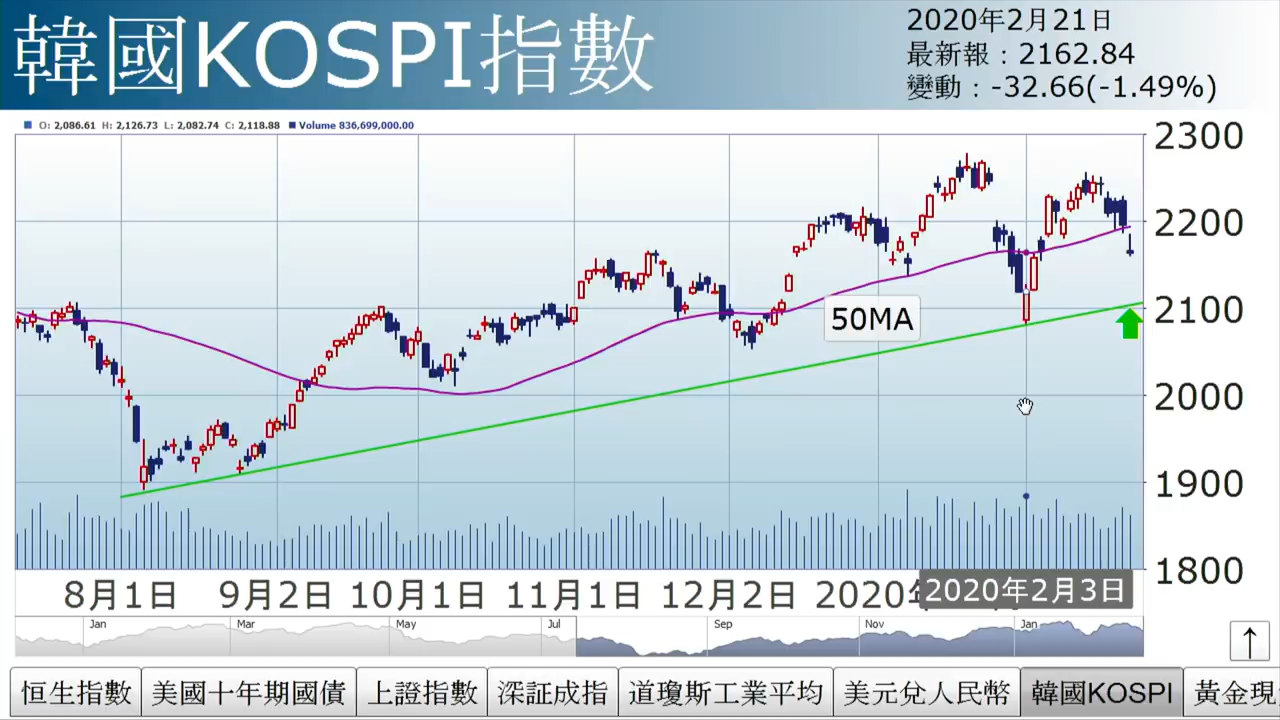 韓國KOSPI指數
2020年2月21日
最新報：2162.84
變動：-32.66(-1.49%)
O: 2,086.61 H: 2,126.73 L: 2,082.74 C: 2,118.88 Volume 836,699,000.00
2300
2200
2100
2000
1900
1800
50MA
8月1日 9月2日 10月1日 11月1日 12月2日 2020年
2020年2月3日
Jan Mar May Jul Sep Nov Jan
↑
恒生指數 美國十年期國債 上證指數 深証成指 道瓊斯工業平均 美元兌人民幣 韓國KOSPI 黃金現